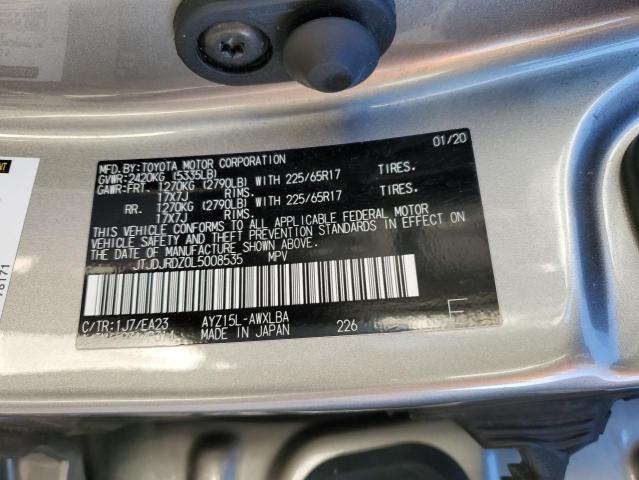 MFD.BY:TOYOTA MOTOR CORPORATION 01/20
GVWR:2420KG (5335LB)
GAWR:FRT. 1270KG (2790LB) WITH 225/65R17 TIRES.
17X7J RIMS.
RR. 1270KG (2790LB) WITH 225/65R17 TIRES.
17X7J RIMS.
THIS VEHICLE CONFORMS TO ALL APPLICABLE FEDERAL MOTOR
VEHICLE SAFETY AND THEFT PREVENTION STANDARDS IN EFFECT ON
THE DATE OF MANUFACTURE SHOWN ABOVE.
JTJDJRDZ0L5008535 MPV
C/TR:1J7/EA23 AYZ15L-AWXLBA
MADE IN JAPAN 226 E